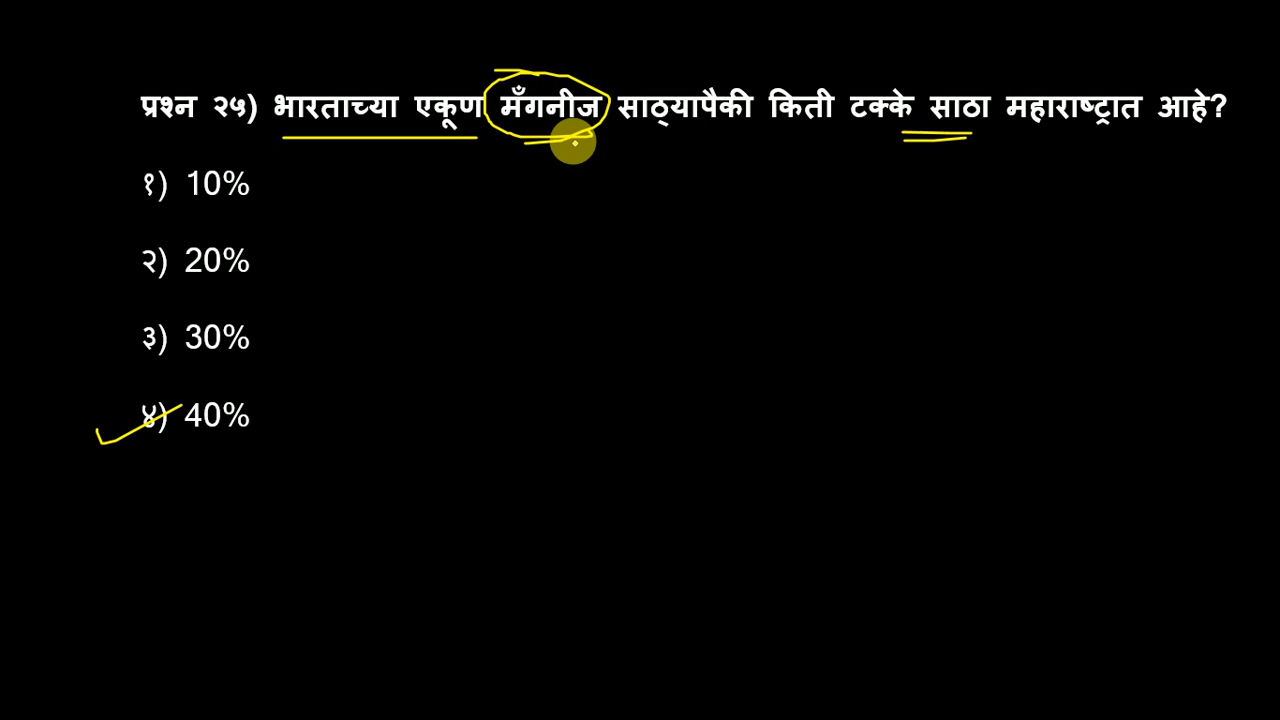 प्रश्न २५) भारताच्या एकूण मँगनीज साठ्यापैकी किती टक्के साठा महाराष्ट्रात आहे?
१) 10%
२) 20%
३) 30%
४) 40%